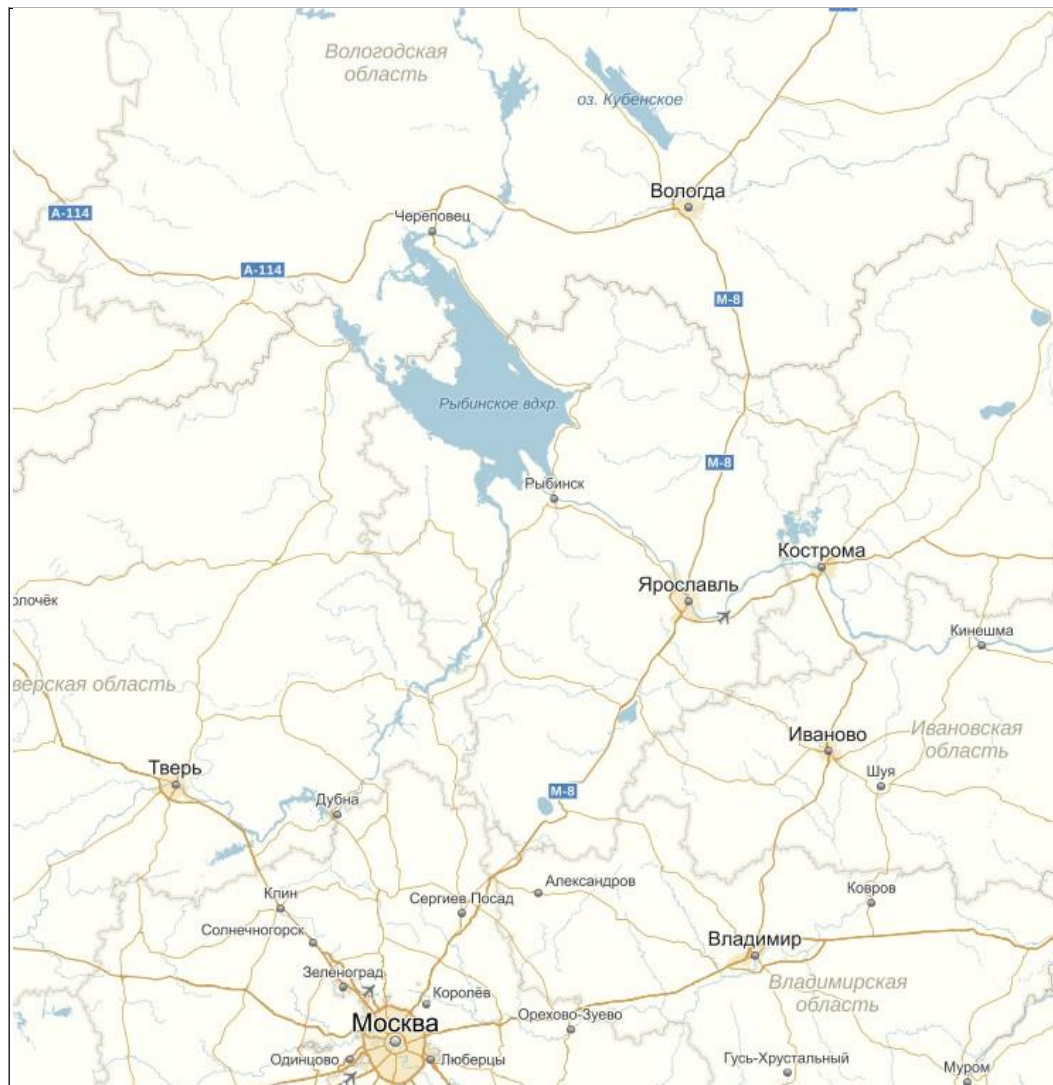 Вологодская
область
оз. Кубенское
Вологда
А-114
Череповец
А-114
М-8
Рыбинское вдхр.
М-8
Рыбинск
Кострома
Ярославль
олочёк
Кинешма
верская область
Ивановская
область
Иваново
Тверь
Шуя
Дубна
М-8
Александров
Ковров
Клин
Сергиев Посад
Солнечногорск
Владимир
Зеленоград
Владимирская
область
Королёв
Орехово-Зуево
Москва
Одинцово
Люберцы
Гусь-Хрустальный
Муром